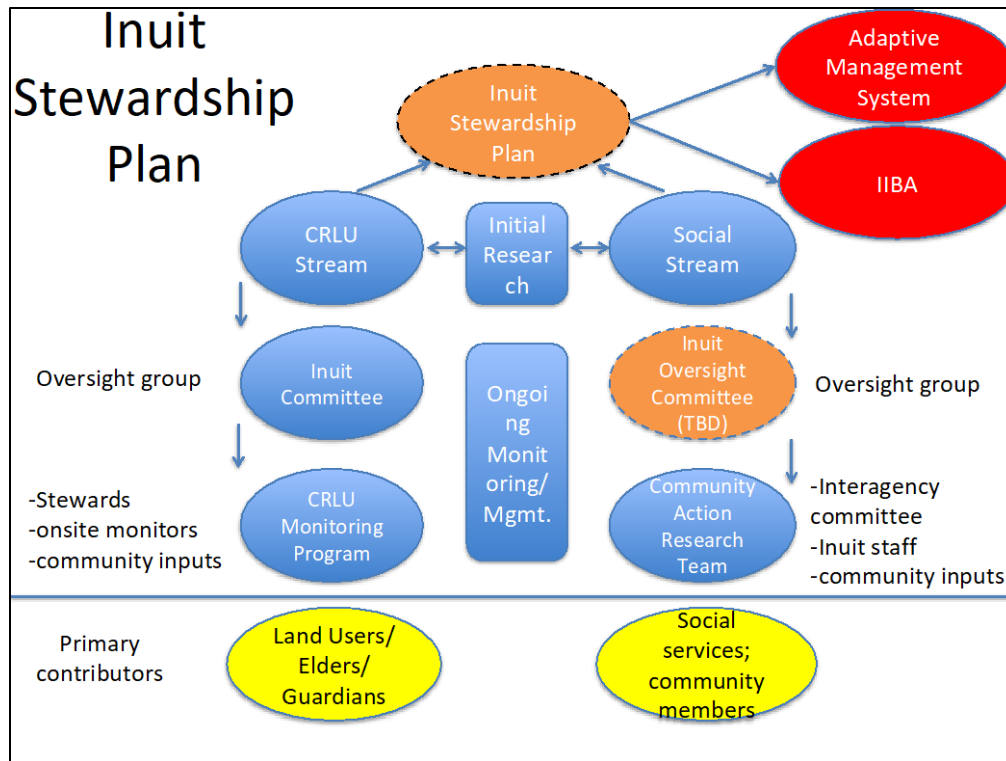 Inuit
Stewardship
Plan
Inuit
Stewardship
Plan
Adaptive
Management
System
IIBA
CRLU
Stream
Initial
Resear
ch
Social
Stream
Oversight group
Inuit
Committee
Ongoi
ng
Monit
oring/
Mgmt.
Inuit
Oversight
Committee
(TBD)
Oversight group
-Stewards
-onsite monitors
-community inputs
CRLU
Monitoring
Program
Community
Action
Research
Team
-Interagency
committee
-Inuit staff
-community inputs
Primary
contributors
Land Users/
Elders/
Guardians
Social
services;
community
members